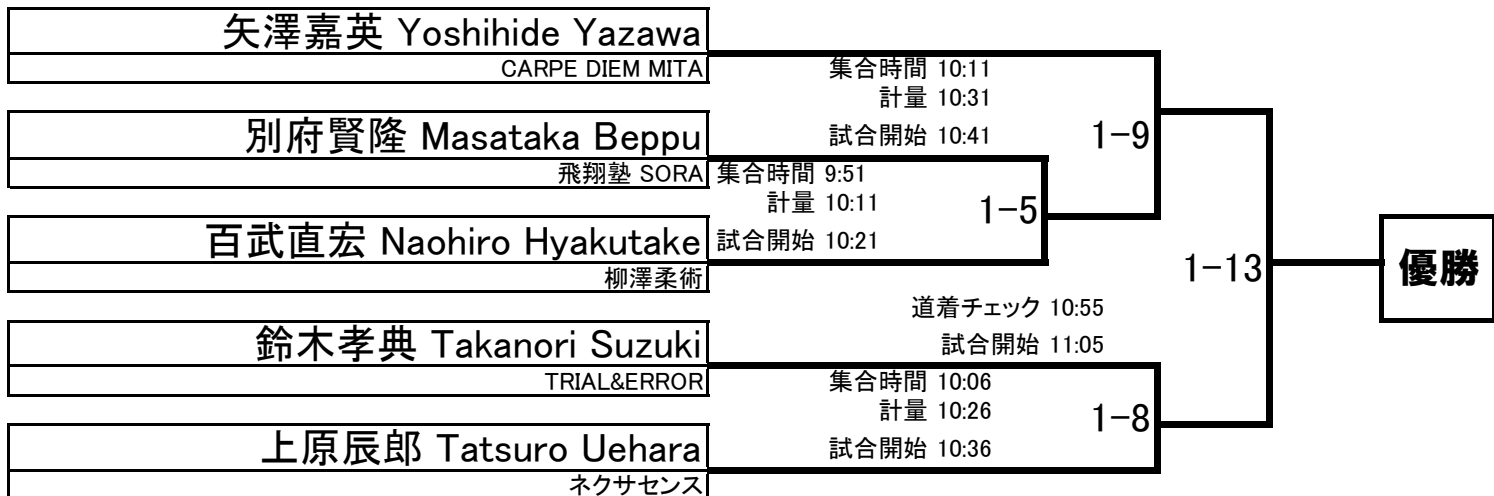 矢澤嘉英 Yoshihide Yazawa
CARPE DIEM MITA
集合時間 10:11
計量 10:31
試合開始 10:41
1-9
別府賢隆 Masataka Beppu
飛翔塾 SORA
集合時間 9:51
計量 10:11
試合開始 10:21
1-5
百武直宏 Naohiro Hyakutake
柳澤柔術
1-13
優勝
道着チェック 10:55
試合開始 11:05
鈴木孝典 Takanori Suzuki
TRIAL&ERROR
集合時間 10:06
計量 10:26
試合開始 10:36
1-8
上原辰郎 Tatsuro Uehara
ネクサセンス